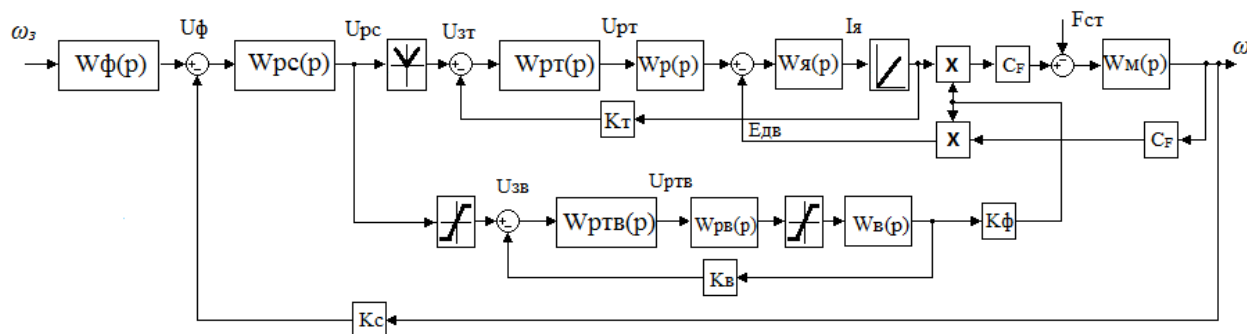 ωз
Wф(p)
Uф
Wрс(p)
Uрс
Uзт
Wрт(p)
Uрт
Wр(p)
Wя(p)
Iя
X
CF
Fст
Wм(p)
ω
Kт
Eдв
X
CF
Uзв
Wртв(p)
Uртв
Wрв(p)
Wв(p)
Kф
Kв
Kс